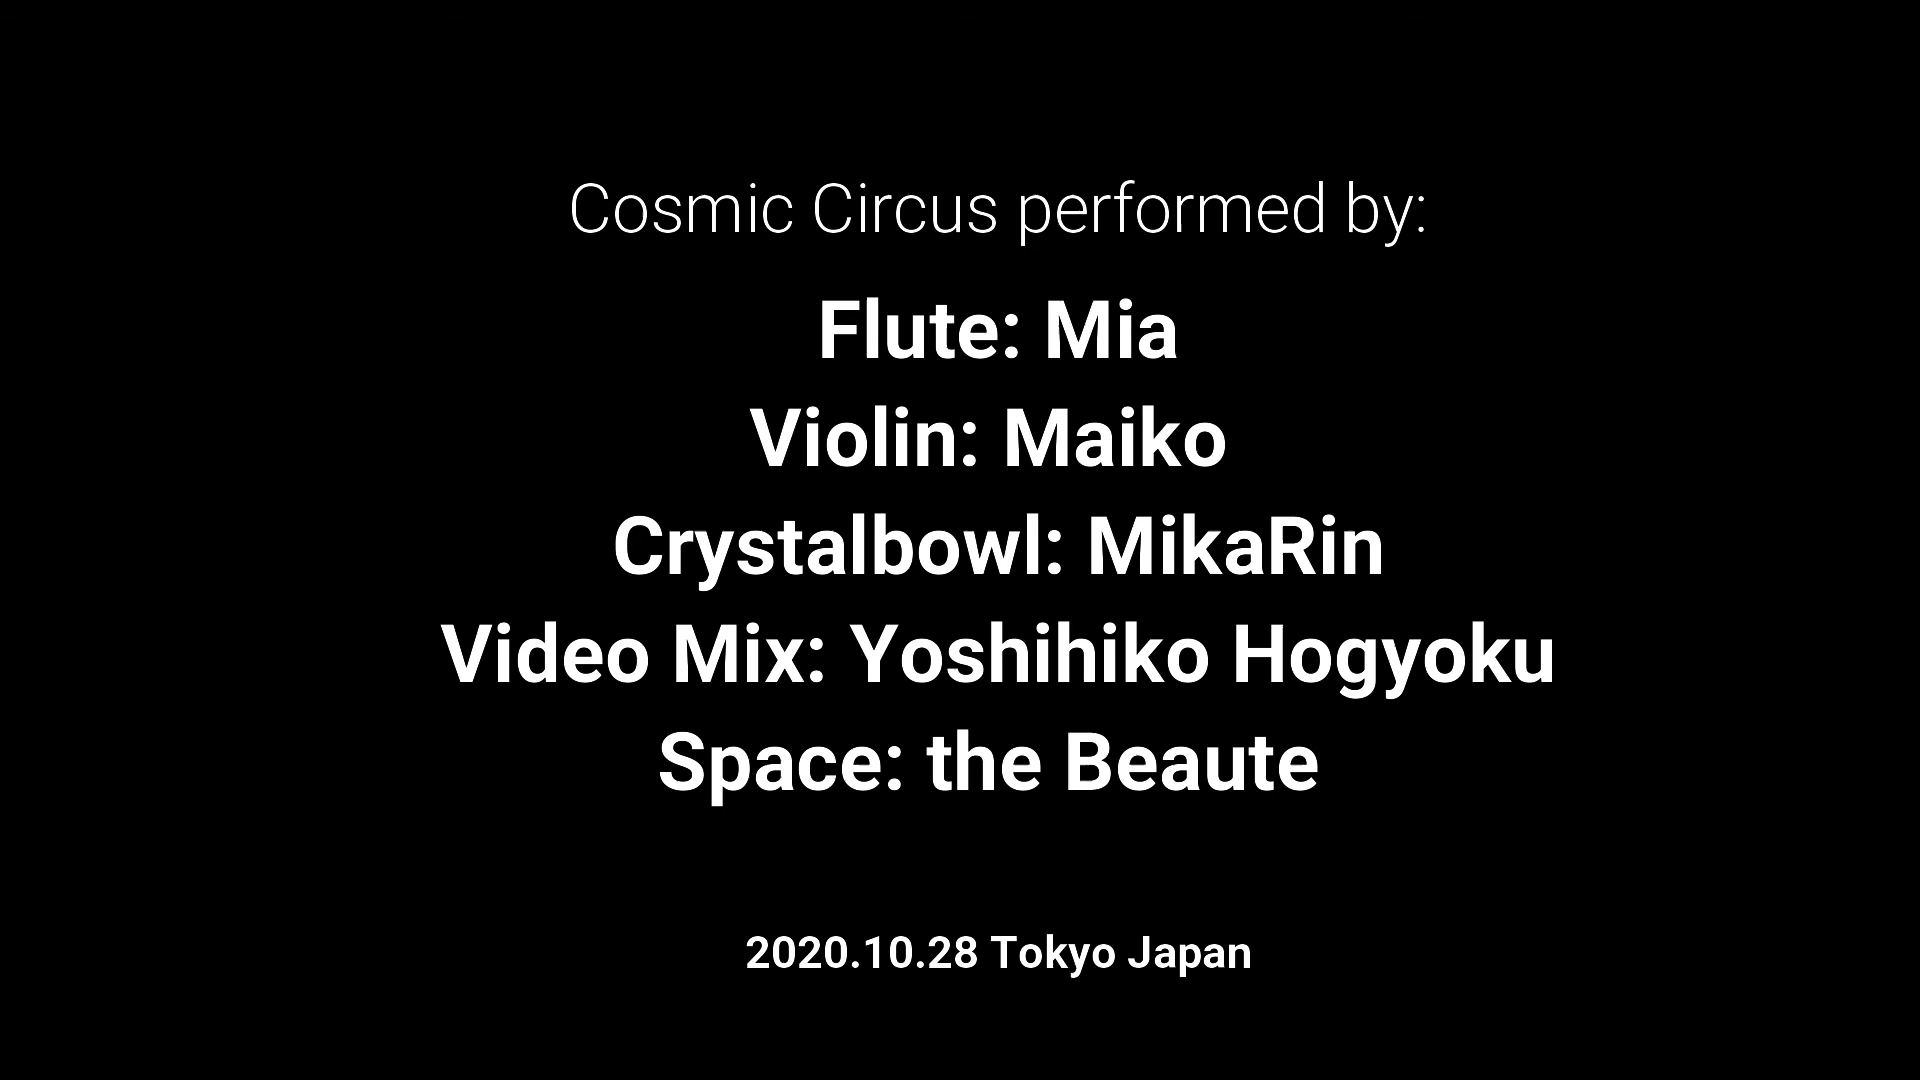 Cosmic Circus performed by:
Flute: Mia
Violin: Maiko
Crystalbowl: MikaRin
Video Mix: Yoshihiko Hogyoku
Space: the Beaute
2020.10.28 Tokyo Japan